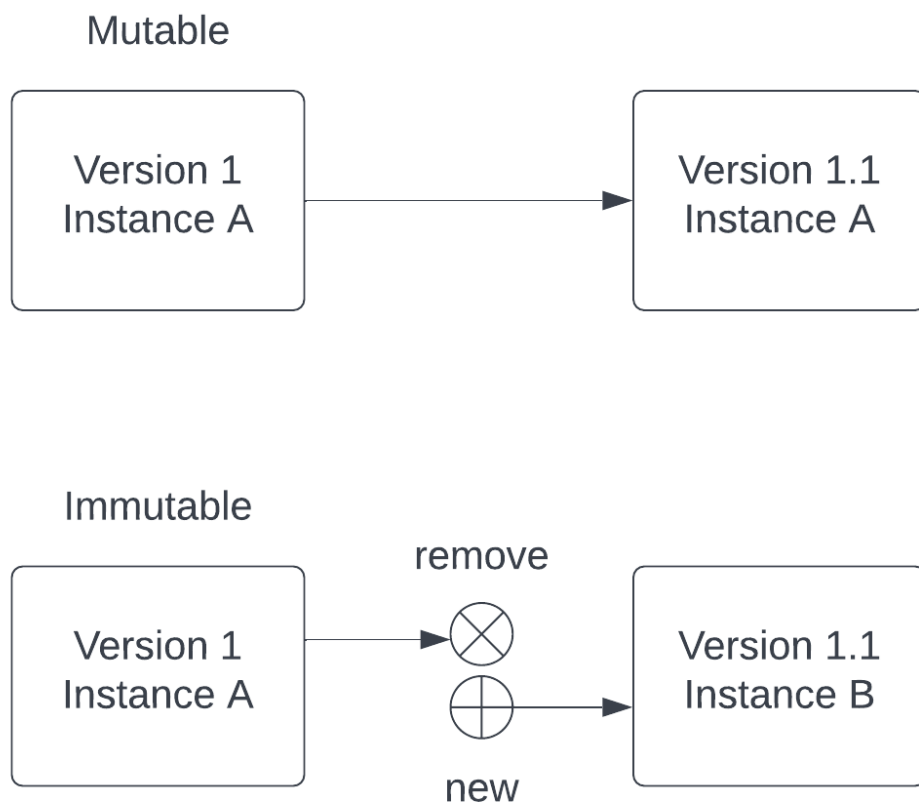 Mutable
Version 1
Instance A
Version 1.1
Instance A
Immutable
remove
Version 1
Instance A
Version 1.1
Instance B
new